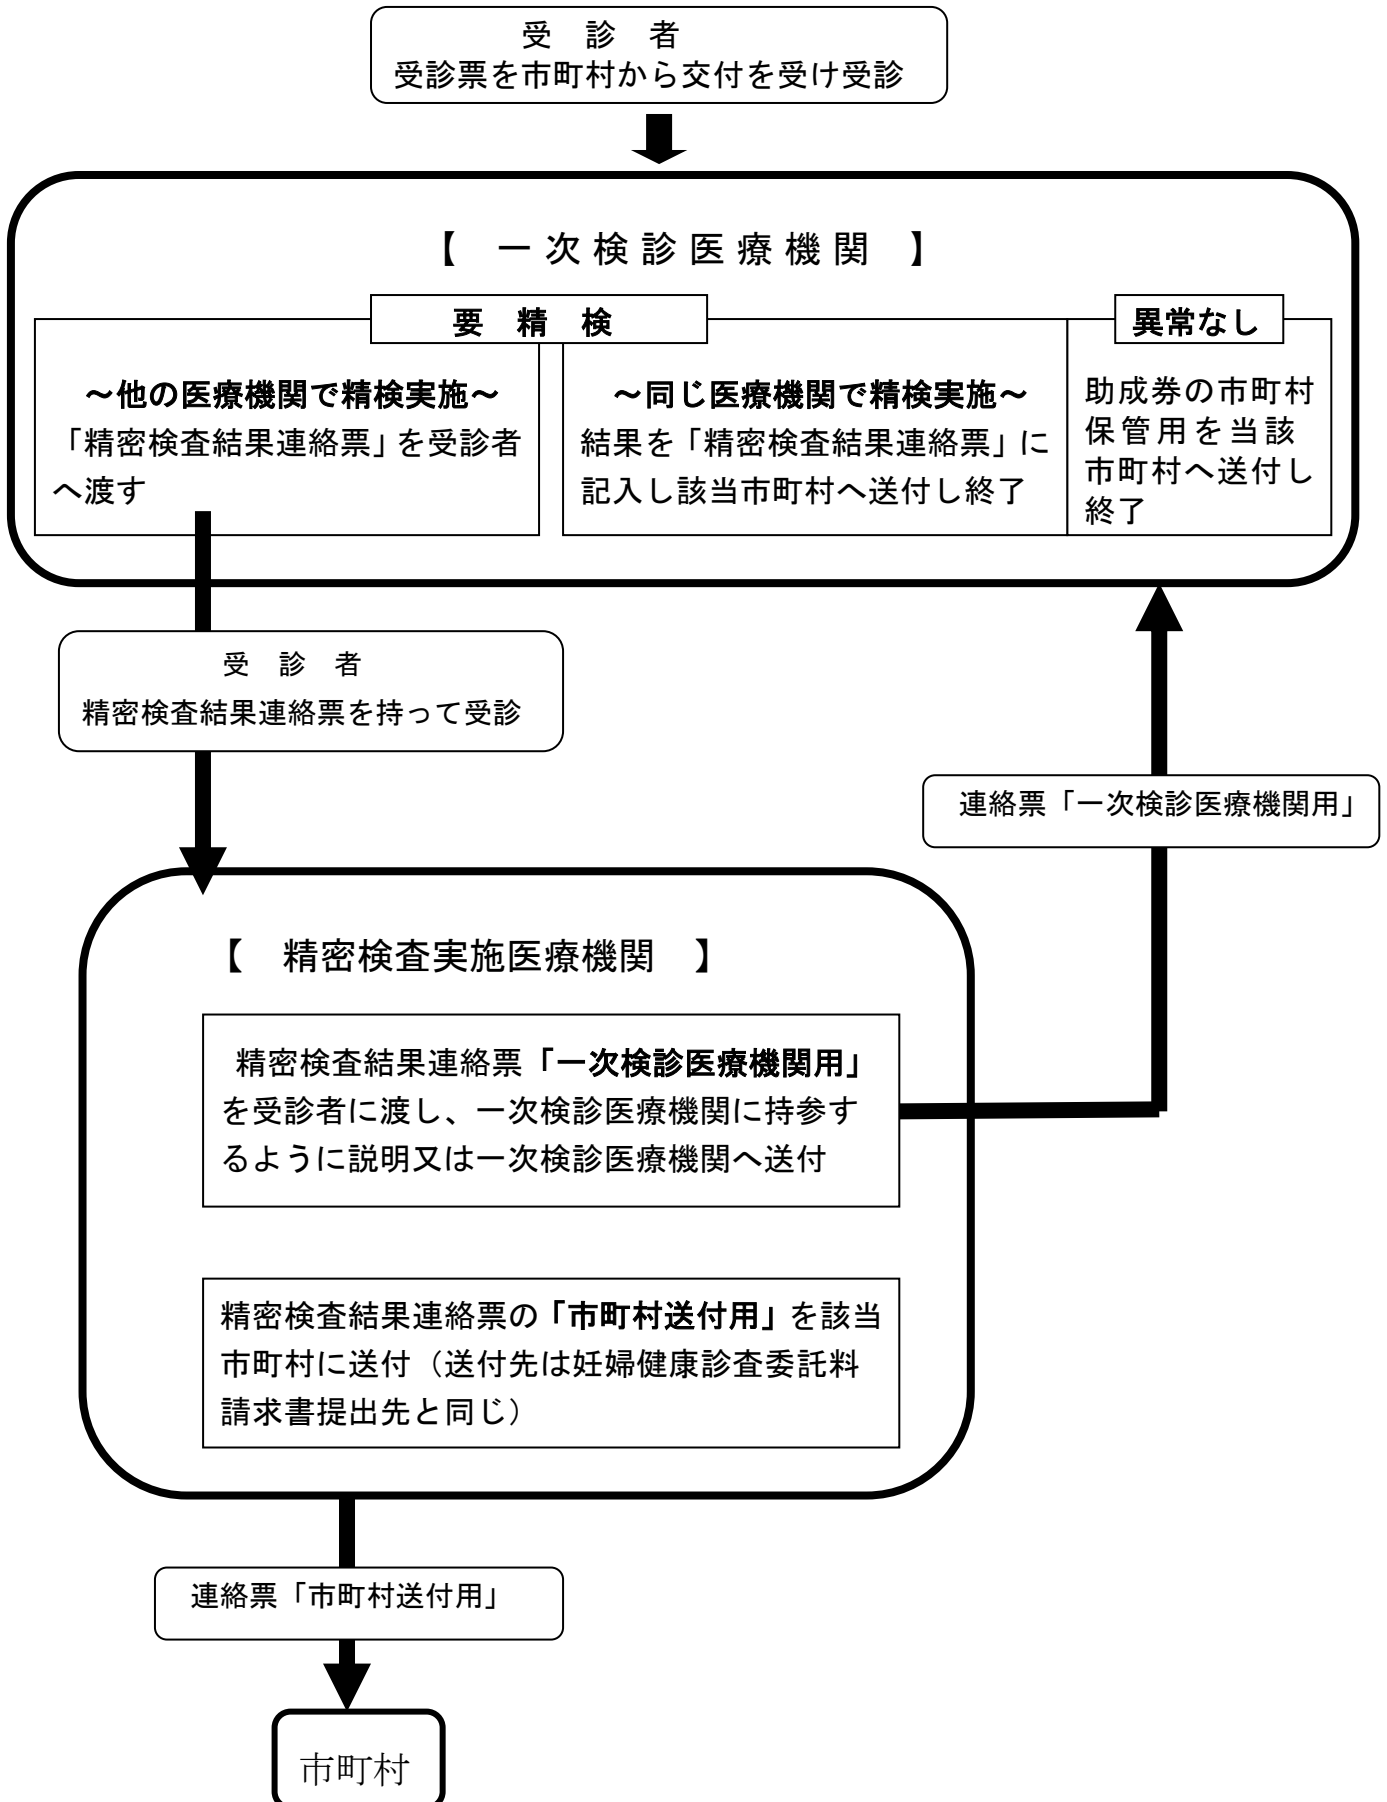 受　診　者
受診票を市町村から交付を受け受診
【　一次検診医療機関　】
要　精　検
～他の医療機関で精検実施～
「精密検査結果連絡票」を受診者
へ渡す
～同じ医療機関で精検実施～
結果を「精密検査結果連絡票」に
記入し該当市町村へ送付し終了
異常なし
助成券の市町村
保管用を当該
市町村へ送付し
終了
受　診　者
精密検査結果連絡票を持って受診
連絡票「一次検診医療機関用」
【　精密検査実施医療機関　】
精密検査結果連絡票「一次検診医療機関用」
を受診者に渡し、一次検診医療機関に持参す
るように説明又は一次検診医療機関へ送付
精密検査結果連絡票の「市町村送付用」を該当
市町村に送付（送付先は妊婦健康診査委託料
請求書提出先と同じ）
連絡票「市町村送付用」
市町村